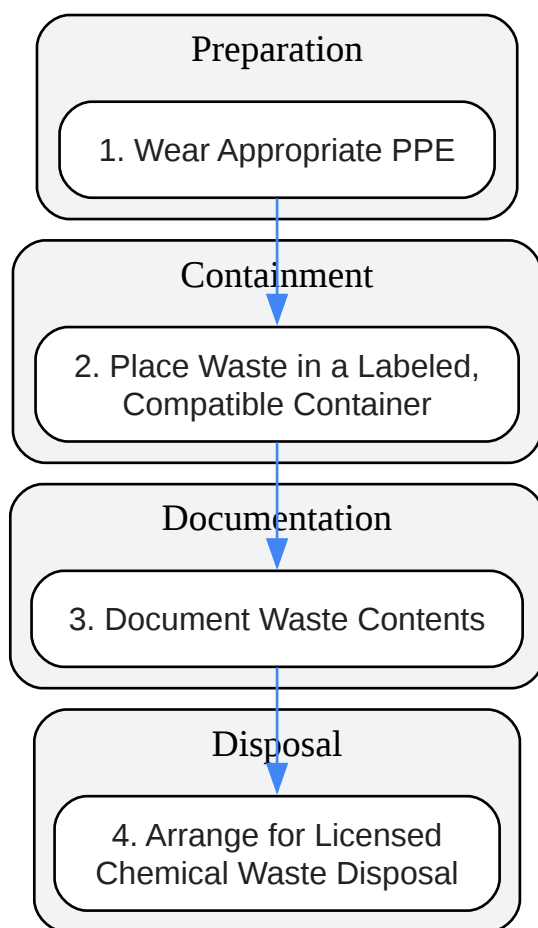 Preparation
1. Wear Appropriate PPE
Containment
2. Place Waste in a Labeled,
Compatible Container
Documentation
3. Document Waste Contents
Disposal
4. Arrange for Licensed
Chemical Waste Disposal